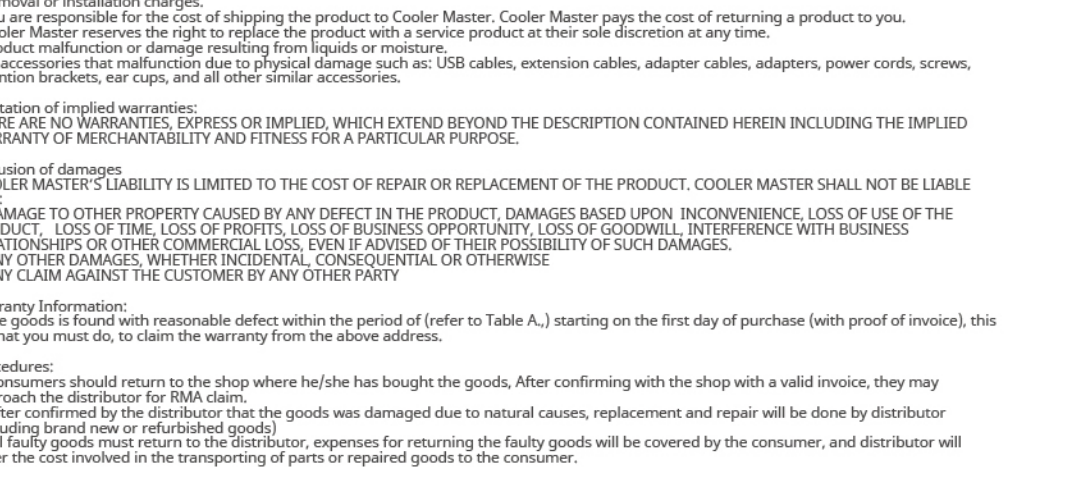 moval or installation charges.
u are responsible for the cost of shipping the product to Cooler Master. Cooler Master pays the cost of returning a product to you.
oler Master reserves the right to replace the product with a service product at their sole discretion at any time.
oduct malfunction or damage resulting from liquids or moisture.
accessories that malfunction due to physical damage such as: USB cables, extension cables, adapter cables, adapters, power cords, screws,
ntion brackets, ear cups, and all other similar accessories.
tation of implied warranties:
RE ARE NO WARRANTIES, EXPRESS OR IMPLIED, WHICH EXTEND BEYOND THE DESCRIPTION CONTAINED HEREIN INCLUDING THE IMPLIED
RRANTY OF MERCHANTABILITY AND FITNESS FOR A PARTICULAR PURPOSE.
usion of damages
OLER MASTER'S LIABILITY IS LIMITED TO THE COST OF REPAIR OR REPLACEMENT OF THE PRODUCT. COOLER MASTER SHALL NOT BE LIABLE
:
AMAGE TO OTHER PROPERTY CAUSED BY ANY DEFECT IN THE PRODUCT, DAMAGES BASED UPON INCONVENIENCE, LOSS OF USE OF THE
DUCT, LOSS OF TIME, LOSS OF PROFITS, LOSS OF BUSINESS OPPORTUNITY, LOSS OF GOODWILL, INTERFERENCE WITH BUSINESS
ATIONSHIPS OR OTHER COMMERCIAL LOSS, EVEN IF ADVISED OF THEIR POSSIBILITY OF SUCH DAMAGES.
NY OTHER DAMAGES, WHETHER INCIDENTAL, CONSEQUENTIAL OR OTHERWISE
NY CLAIM AGAINST THE CUSTOMER BY ANY OTHER PARTY
ranty Information:
e goods is found with reasonable defect within the period of (refer to Table A.,) starting on the first day of purchase (with proof of invoice), this
hat you must do, to claim the warranty from the above address.
edures:
onsumers should return to the shop where he/she has bought the goods, After confirming with the shop with a valid invoice, they may
roach the distributor for RMA claim.
fter confirmed by the distributor that the goods was damaged due to natural causes, replacement and repair will be done by distributor
uding brand new or refurbished goods)
l faulty goods must return to the distributor, expenses for returning the faulty goods will be covered by the consumer, and distributor will
er the cost involved in the transporting of parts or repaired goods to the consumer.